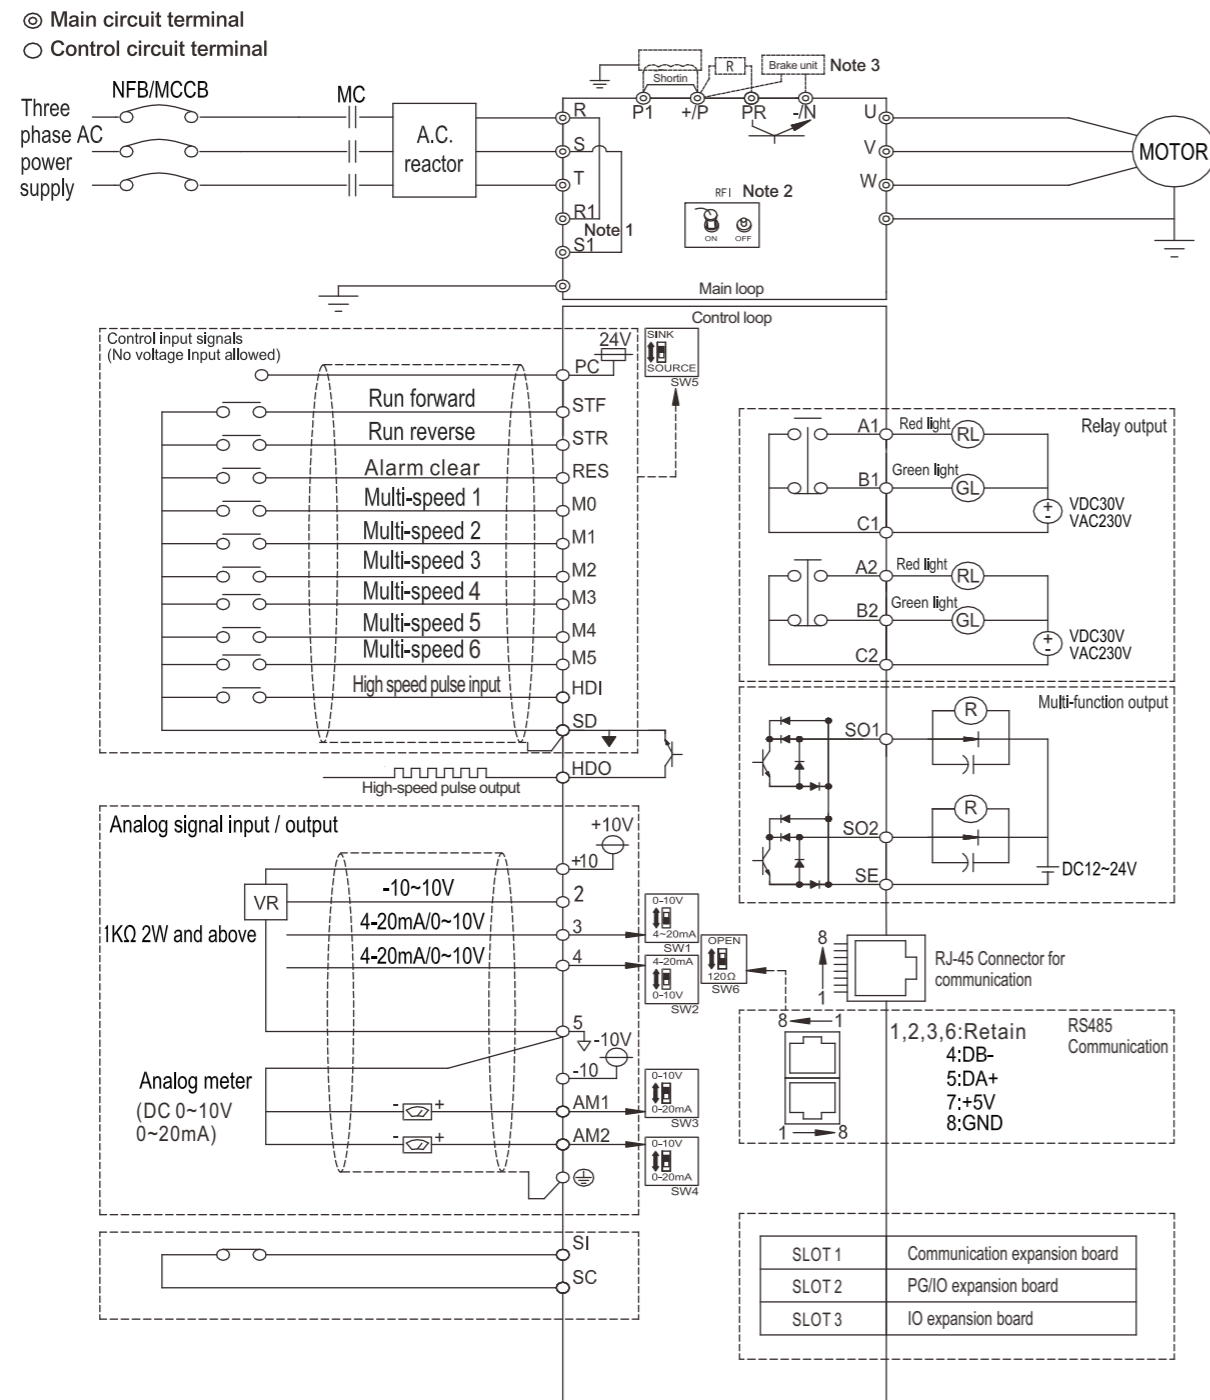 Main circuit terminal
Control circuit terminal
NFB/MCCB
MC
Three
phase AC
power
supply
A.C.
reactor
Shortin
R
Brake unit
Note 3
P1
+/P
PR
-/N
R
S
T
R1
Note 1
S1
U
V
W
MOTOR
RFI
Note 2
ON
OFF
Main loop
Control loop
Control input signals
(No voltage Input allowed)
24V
PC
SINK
SOURCE
SW5
Run forward
STF
Run reverse
STR
Alarm clear
RES
Multi-speed 1
M0
Multi-speed 2
M1
Multi-speed 3
M2
Multi-speed 4
M3
Multi-speed 5
M4
Multi-speed 6
M5
High speed pulse input
HDI
SD
HDO
High-speed pulse output
A1
Red light
RL
Relay output
B1
Green light
GL
C1
+
-
VDC30V
VAC230V
A2
Red light
RL
B2
Green light
GL
C2
+
-
VDC30V
VAC230V
Multi-function output
R
SO1
R
SO2
SE
DC12~24V
Analog signal input / output
+10V
+10
VR
-10~10V
2
1KΩ 2W and above
4-20mA/0~10V
3
4-20mA/0~10V
4
0-10V
4~20mA
SW1
4-20mA
0-10V
SW2
OPEN
120Ω
SW6
5
-10V
-10
Analog meter
(DC 0~10V
0~20mA)
- +
AM1
- +
AM2
0-10V
0-20mA
SW3
0-10V
0-20mA
SW4
8
1
RJ-45 Connector for
communication
8
1
1
8
1,2,3,6:Retain
4:DB-
5:DA+
7:+5V
8:GND
RS485
Communication
SI
SC
SLOT 1 Communication expansion board
SLOT 2 PG/IO expansion board
SLOT 3 IO expansion board